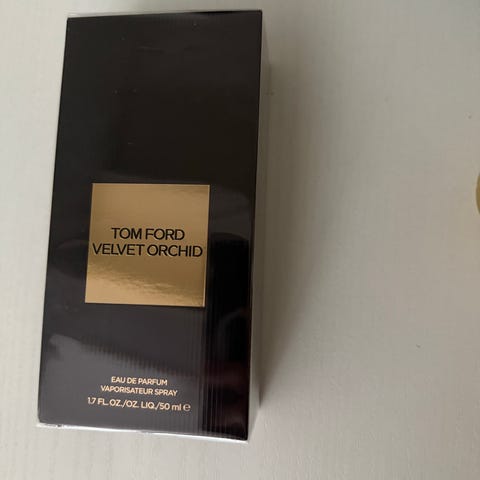 TOM FORD
VELVET ORCHID
EAU DE PARFUM
VAPORISATEUR SPRAY
1.7 FL. OZ./OZ. LIQ./50 ml ℮